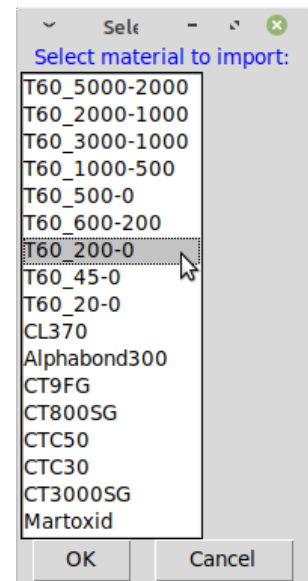 Sele
Select material to import:
T60_5000-2000
T60_2000-1000
T60_3000-1000
T60_1000-500
T60_500-0
T60_600-200
T60_200-0
T60_45-0
T60_20-0
CL370
Alphabond300
CT9FG
CT800SG
CTC50
CTC30
CT3000SG
Martoxid
OK Cancel